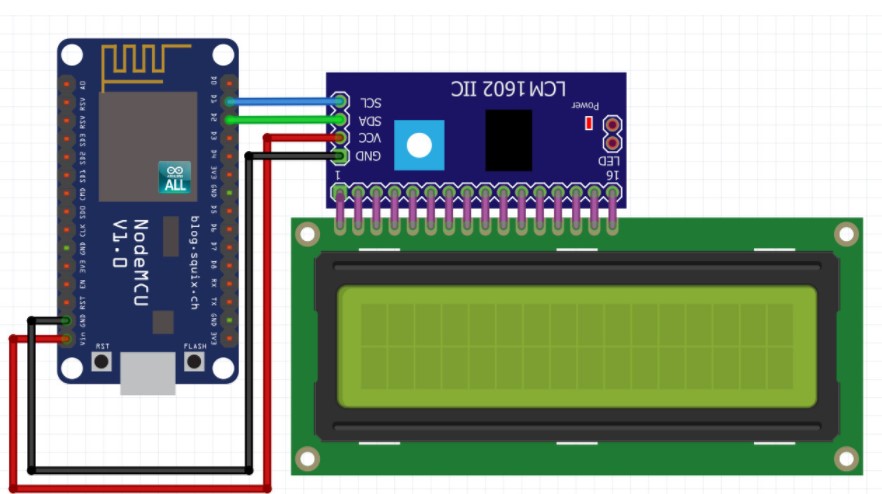 A0
RSV
RSV
SD3
SD2
SD1
CMD
SD0
CLK
GND
3V3
EN
RST
GND
Vin
D0
D1
D2
D3
D4
3V3
GND
D5
D6
D7
D8
RX
TX
GND
3V3
ALL
NodeMCU
V1.0
blog.squix.ch
RST
FLASH
LCM1602 IIC
SCL
SDA
VCC
GND
Power
LED
1
16